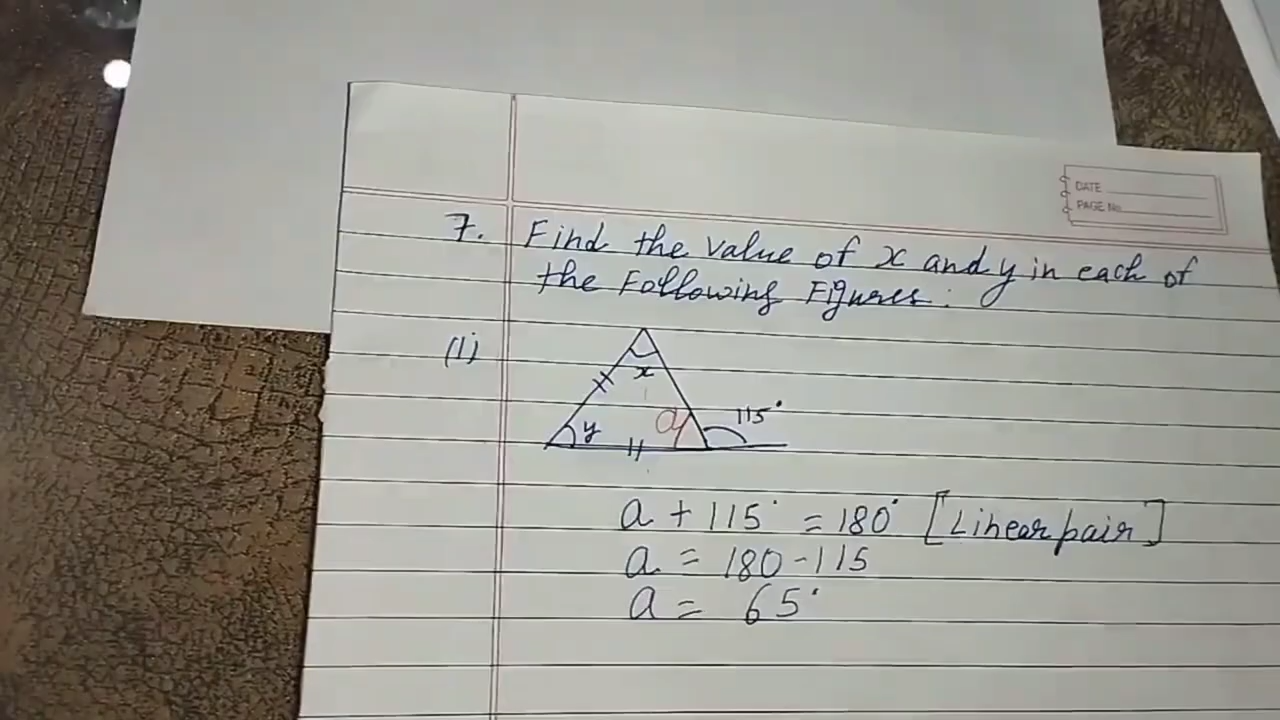 DATE
PAGE No
7. Find the value of x and y in each of
the Following Figures:
(i)
x
y
a
115°
a + 115° = 180° [Linear pair]
a = 180 - 115
a = 65°